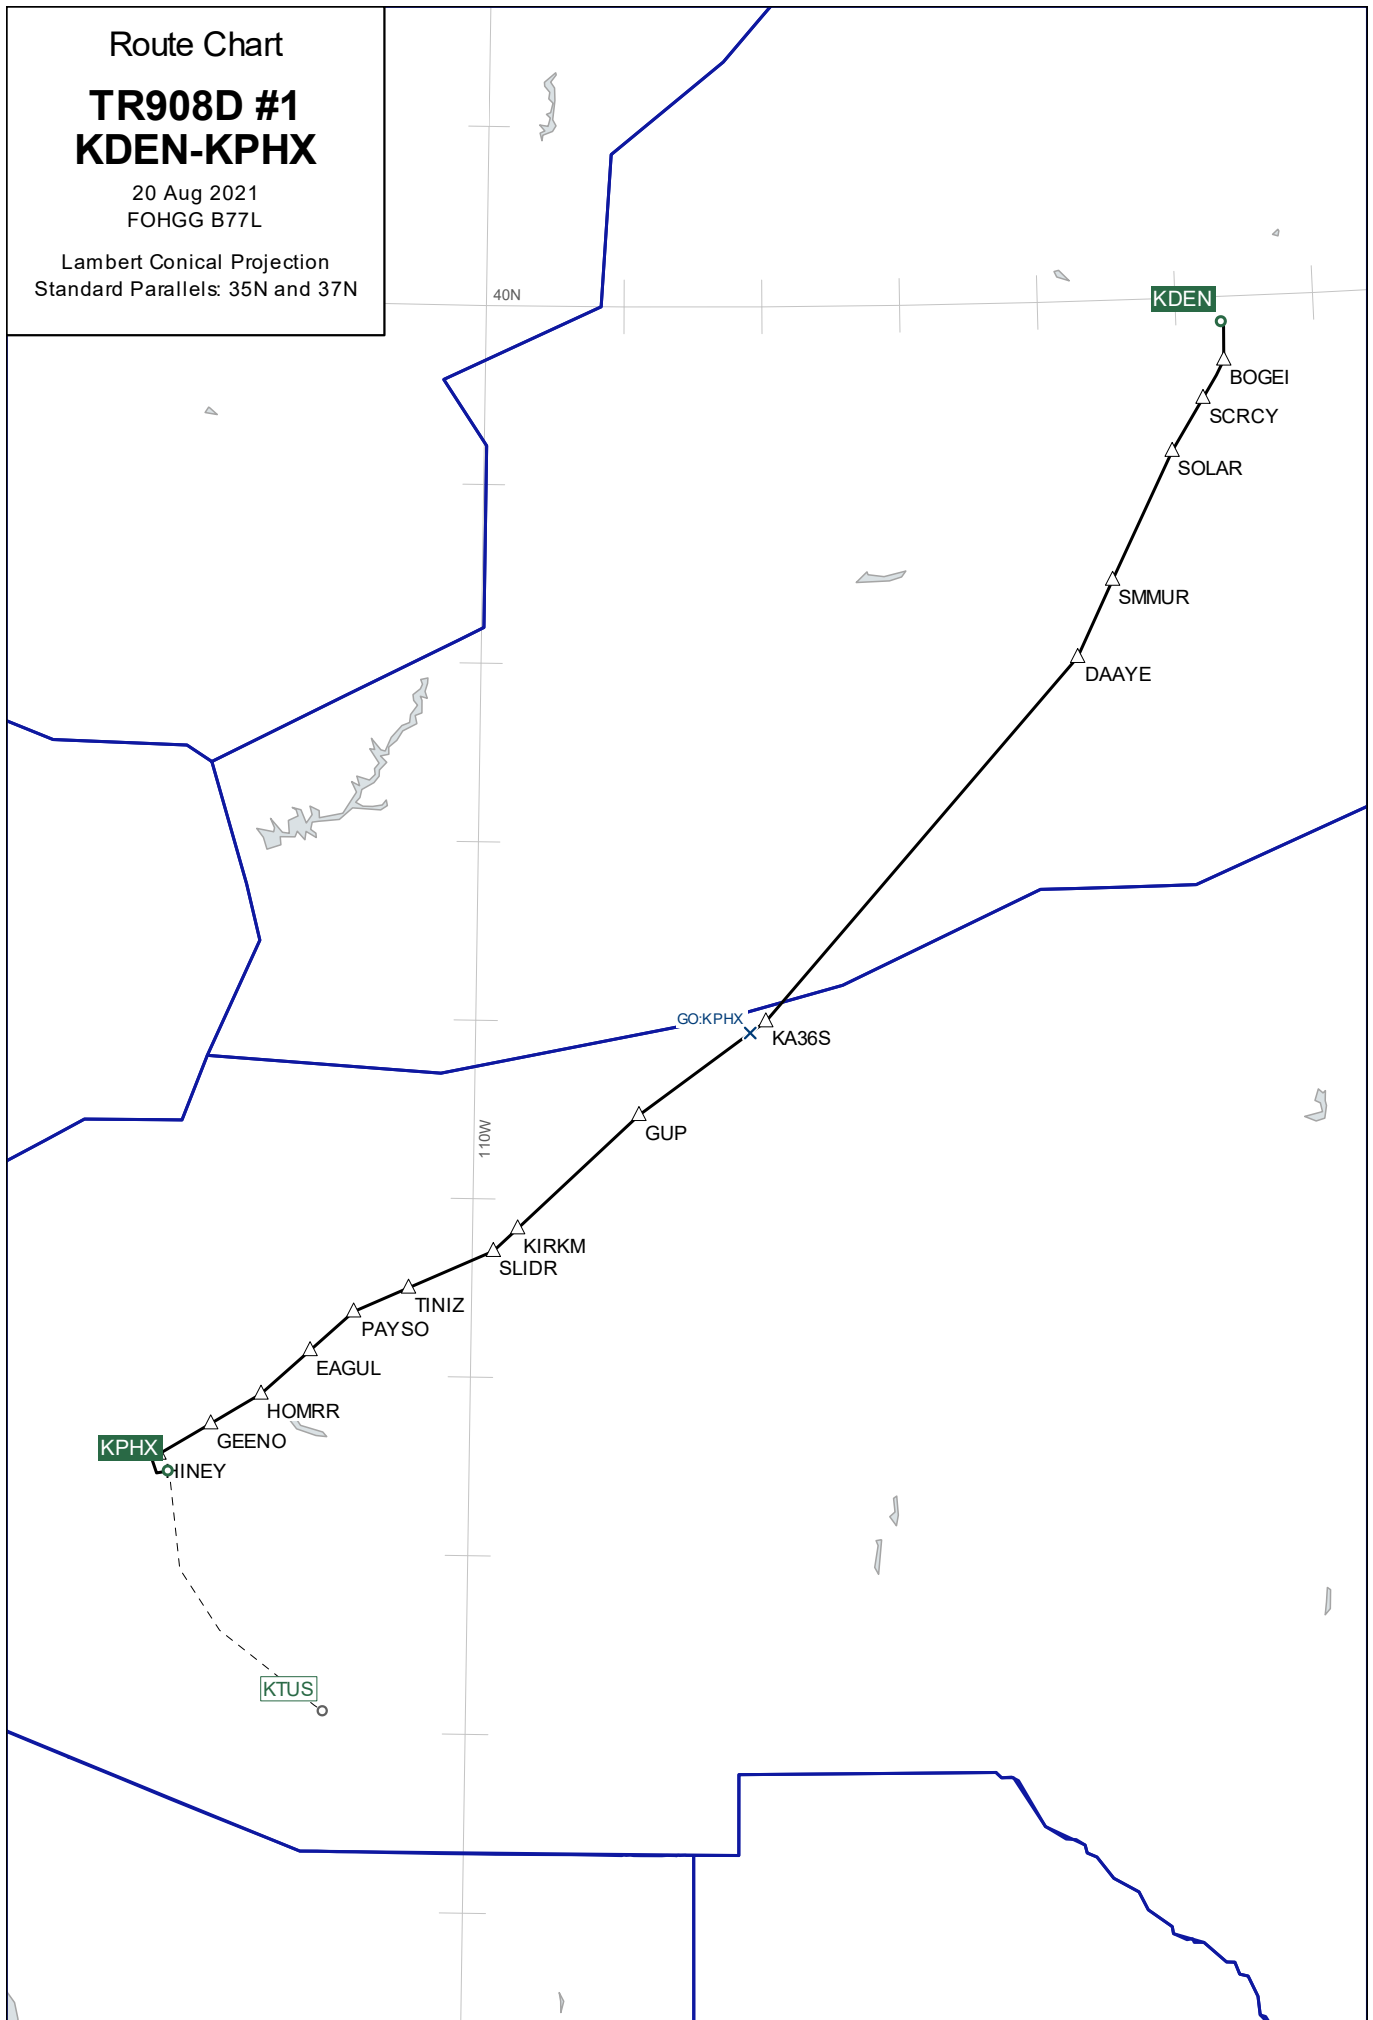 Route Chart
TR908D #1
KDEN-KPHX
20 Aug 2021
FOHGG B77L
Lambert Conical Projection
Standard Parallels: 35N and 37N
40N
KDEN
BOGEI
SCRCY
SOLAR
SMMUR
DAAYE
GO:KPHX
KA36S
GUP
110W
KIRKM
SLIDR
TINIZ
PAYSO
EAGUL
HOMRR
GEENO
KPHX
HINEY
KTUS